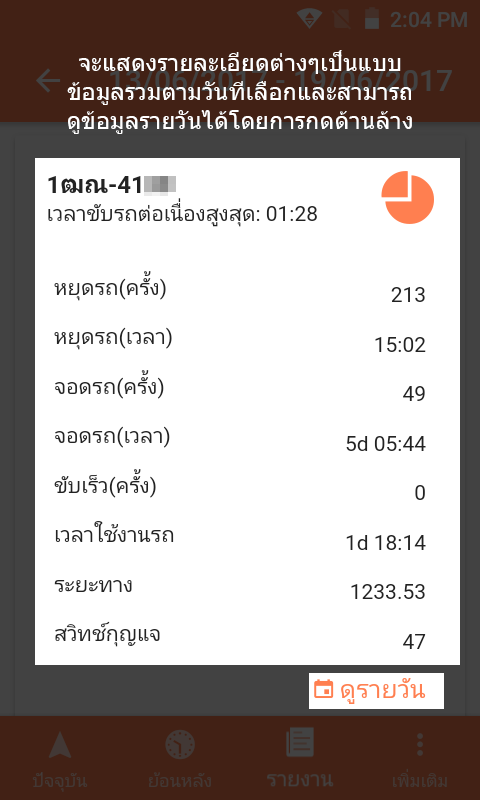 2:04 PM
13/06/2017 - 19/06/2017
จะแสดงรายละเอียดต่างๆเป็นแบบ
ข้อมูลรวมตามวันที่เลือกและสามารถ
ดูข้อมูลรายวันได้โดยการกดด้านล้าง
1ฒณ-41
เวลาขับรถต่อเนื่องสูงสุด: 01:28
หยุดรถ(ครั้ง) 213
หยุดรถ(เวลา) 15:02
จอดรถ(ครั้ง) 49
จอดรถ(เวลา) 5d 05:44
ขับเร็ว(ครั้ง) 0
เวลาใช้งานรถ 1d 18:14
ระยะทาง 1233.53
สวิทช์กุญแจ 47
ดูรายวัน
ปัจจุบัน ย้อนหลัง รายงาน เพิ่มเติม